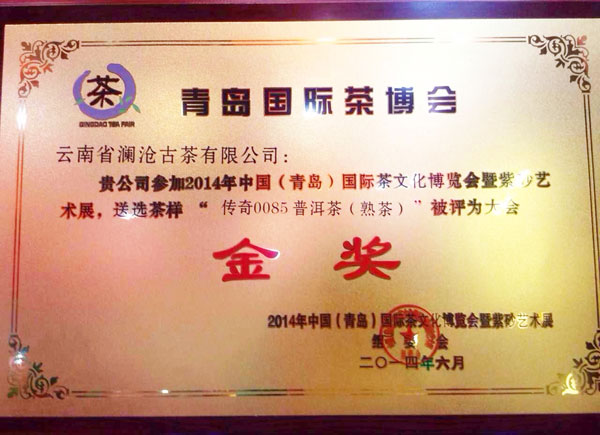 茶
QINGDAO TEA FAIR
青岛国际茶博会
云南省澜沧古茶有限公司：
贵公司参加2014年中国（青岛）国际茶文化博览会暨紫砂艺
术展，送选茶样“ 传奇0085普洱茶（熟茶）”被评为大会
金 奖
2014年中国（青岛）国际茶文化博览会暨紫砂艺术展
组 委 会
二〇一四年六月